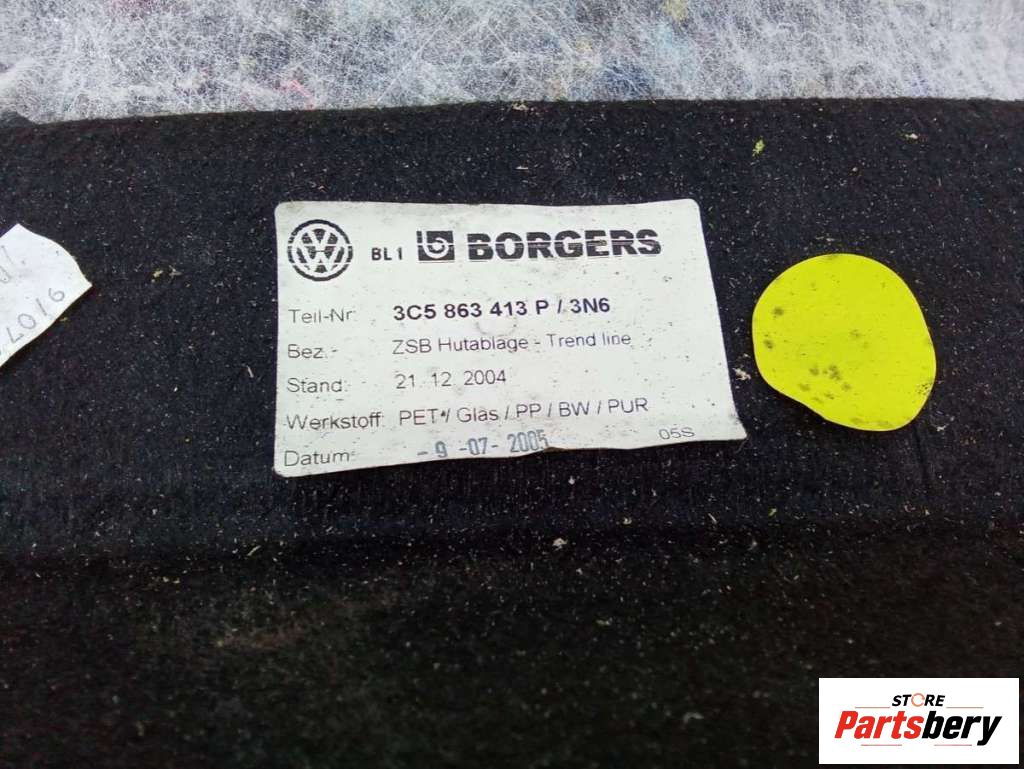 VW BL1 BORGERS
Teil-Nr: 3C5 863 413 P / 3N6
Bez.- ZSB Hutablage - Trend line
Stand: 21. 12. 2004
Werkstoff: PET / Glas / PP / BW / PUR
Datum: - 9 -07- 2005 05S
STORE
Partsbery